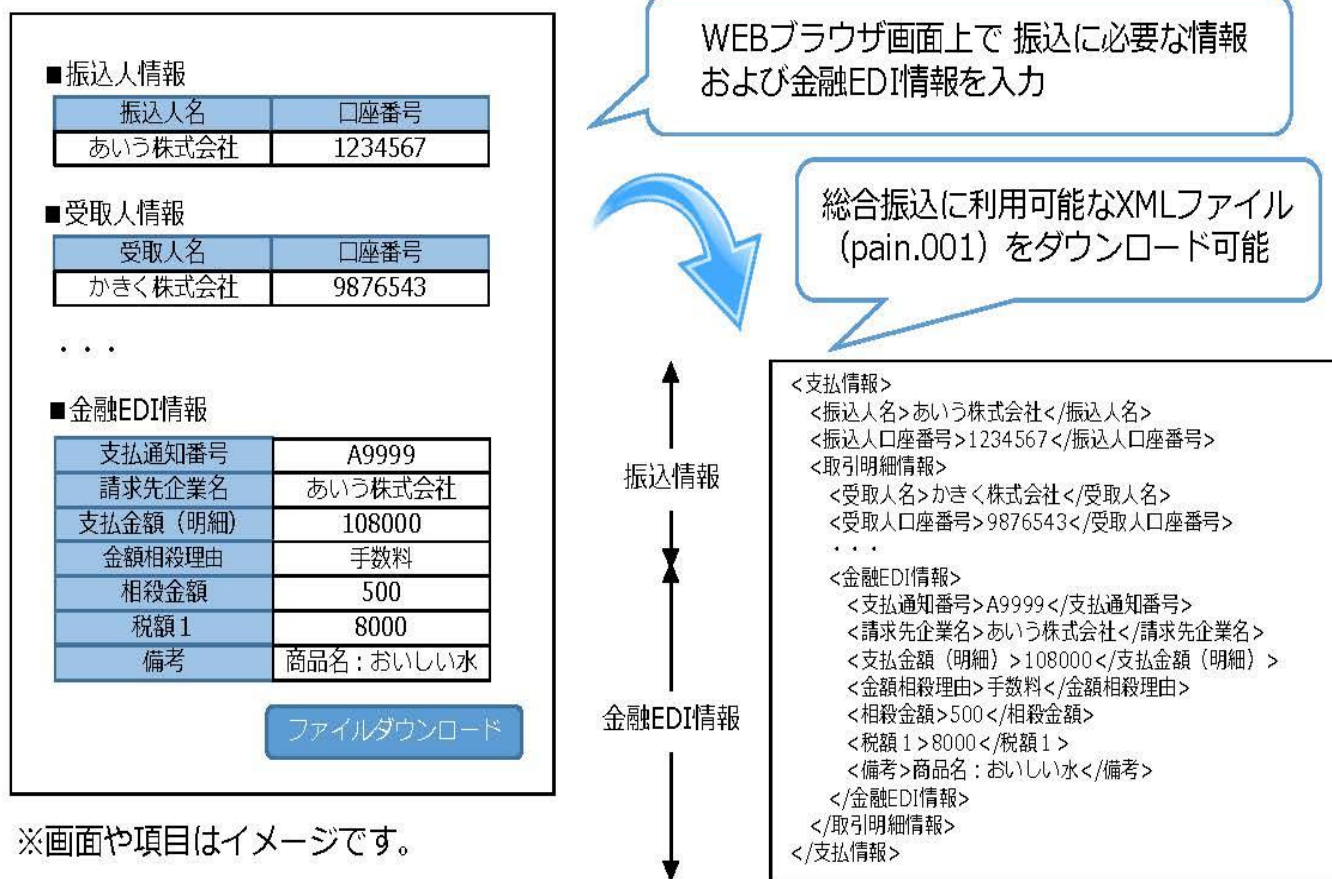 ■振込人情報
振込人名 口座番号
あいう株式会社 1234567
■受取人情報
受取人名 口座番号
かきく株式会社 9876543
・・・
■金融EDI情報
支払通知番号 A9999
請求先企業名 あいう株式会社
支払金額（明細） 108000
金額相殺理由 手数料
相殺金額 500
税額１ 8000
備考 商品名：おいしい水
ファイルダウンロード
※画面や項目はイメージです。
WEBブラウザ画面上で 振込に必要な情報
および金融EDI情報を入力
総合振込に利用可能なXMLファイル
（pain.001）をダウンロード可能
振込情報
金融EDI情報
<支払情報>
<振込人名>あいう株式会社</振込人名>
<振込人口座番号>1234567</振込人口座番号>
<取引明細情報>
<受取人名>かきく株式会社</受取人名>
<受取人口座番号>9876543</受取人口座番号>
・・・
<金融EDI情報>
<支払通知番号>A9999</支払通知番号>
<請求先企業名>あいう株式会社</請求先企業名>
<支払金額（明細）>108000</支払金額（明細）>
<金額相殺理由>手数料</金額相殺理由>
<相殺金額>500</相殺金額>
<税額１>8000</税額１>
<備考>商品名：おいしい水</備考>
</金融EDI情報>
</取引明細情報>
</支払情報>